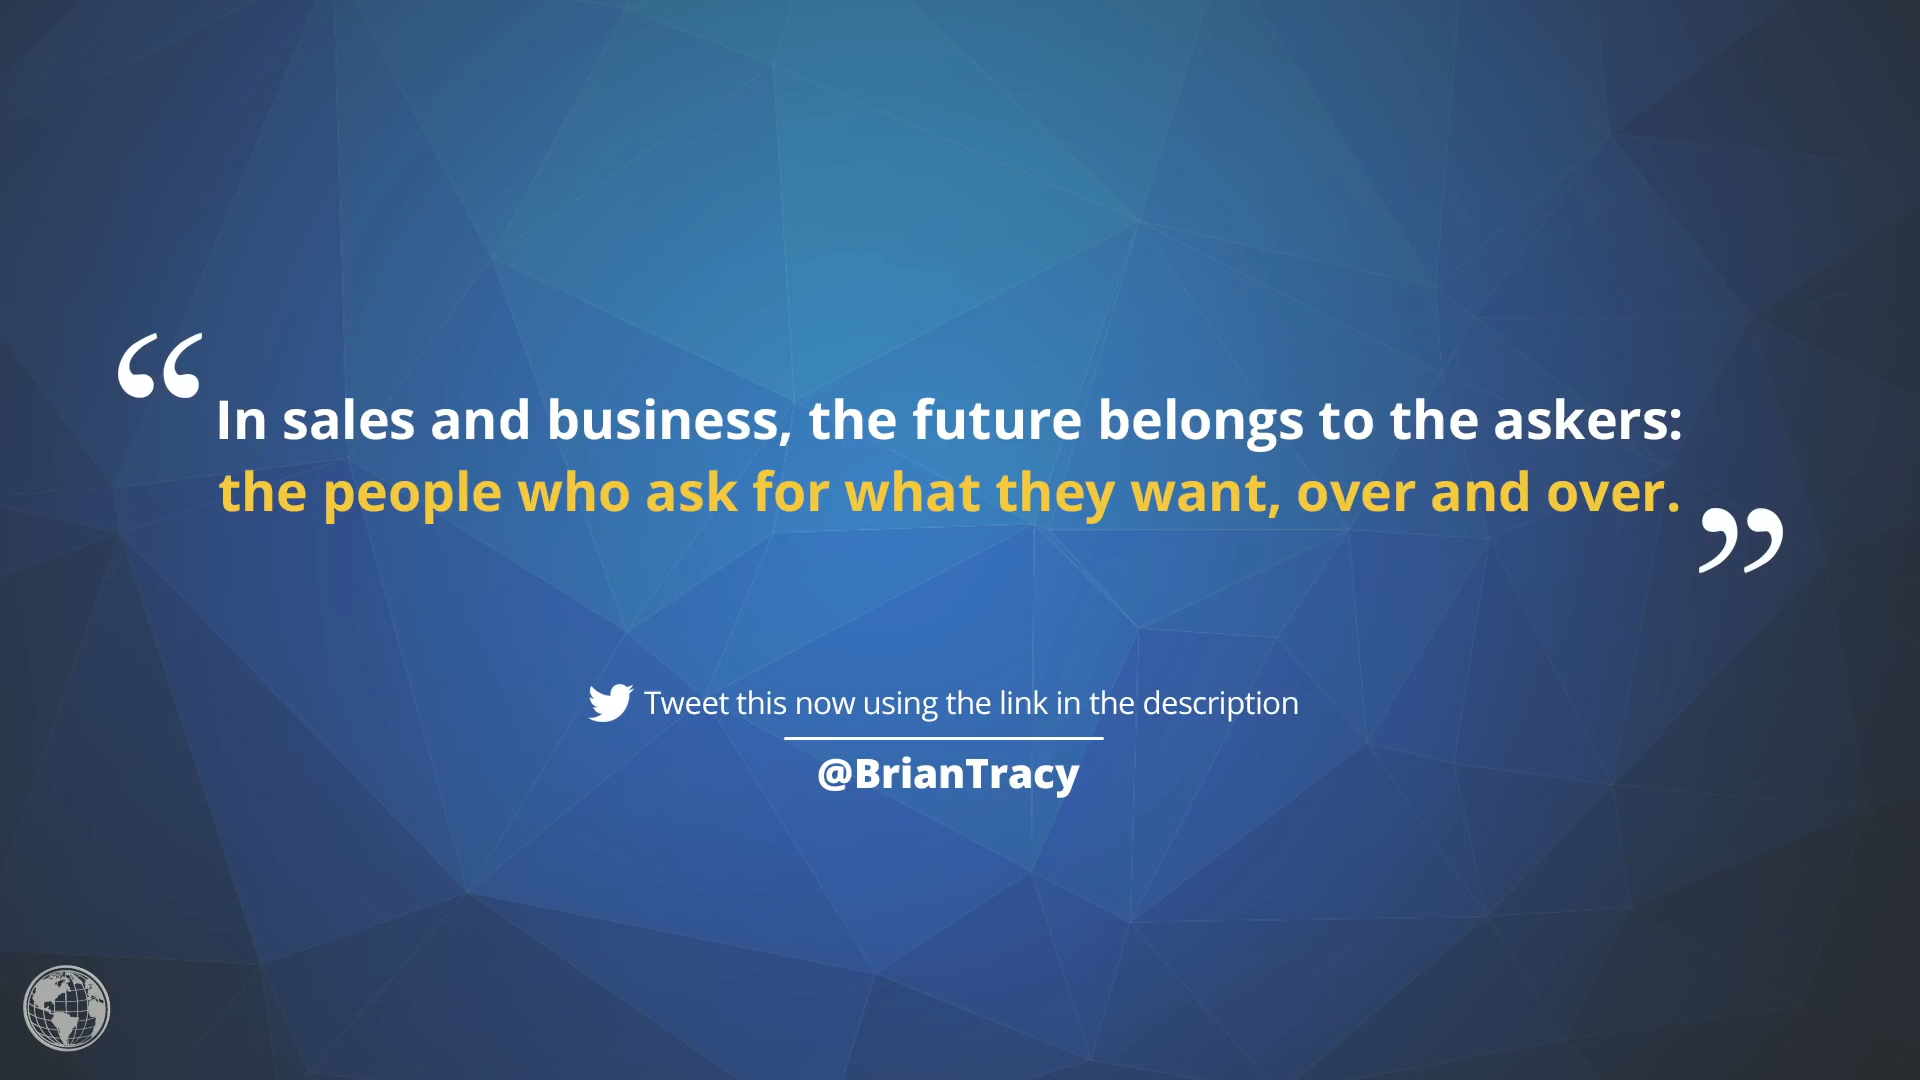 “In sales and business, the future belongs to the askers:
the people who ask for what they want, over and over.”
Tweet this now using the link in the description
@BrianTracy